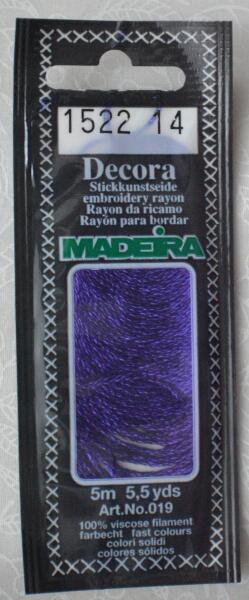 1522 14
Decora
Stickkunstseide
embroidery rayon
Rayon da ricamo
Rayón para bordar
MADEIRA
5m 5,5 yds
Art.No.019
100% viscose filament
farbecht fast colours
colori solidi
colores sólidos